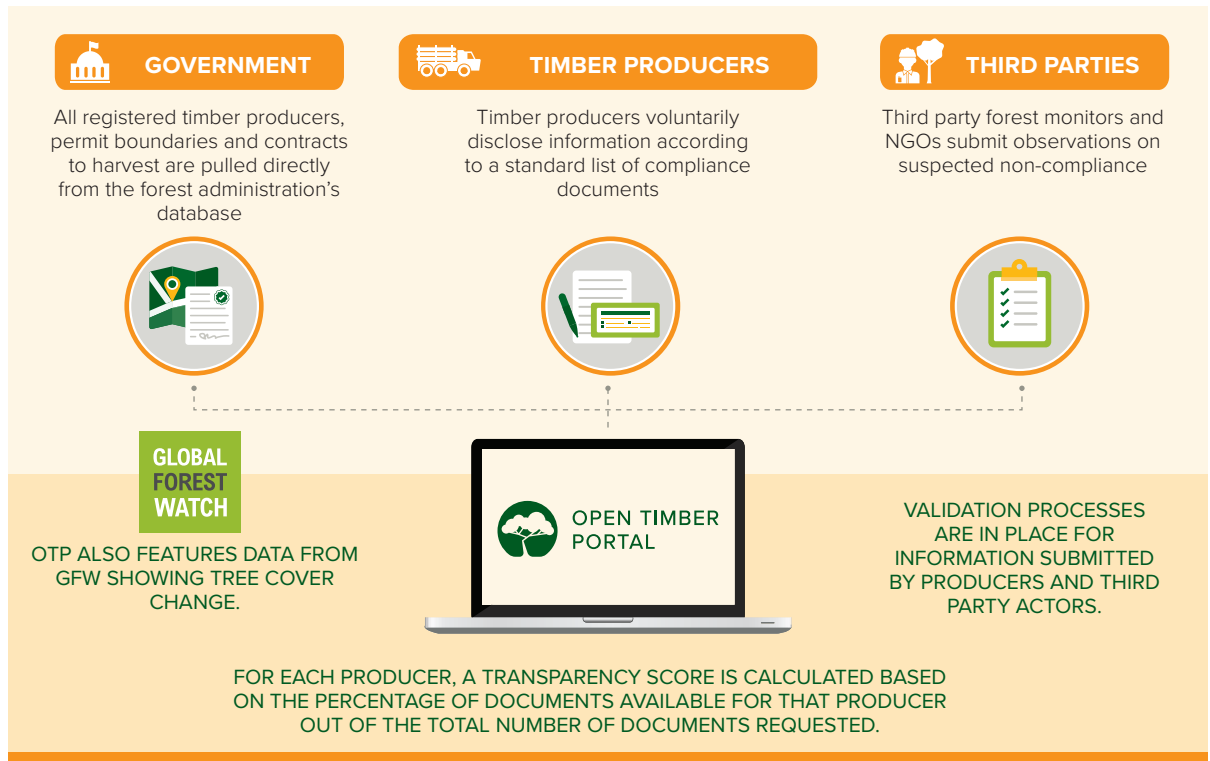 GOVERNMENT
All registered timber producers,
permit boundaries and contracts
to harvest are pulled directly
from the forest administration's
database
TIMBER PRODUCERS
Timber producers voluntarily
disclose information according
to a standard list of compliance
documents
THIRD PARTIES
Third party forest monitors and
NGOs submit observations on
suspected non-compliance
GLOBAL
FOREST
WATCH
OTP ALSO FEATURES DATA FROM
GFW SHOWING TREE COVER
CHANGE.
OPEN TIMBER
PORTAL
VALIDATION PROCESSES
ARE IN PLACE FOR
INFORMATION SUBMITTED
BY PRODUCERS AND THIRD
PARTY ACTORS.
FOR EACH PRODUCER, A TRANSPARENCY SCORE IS CALCULATED BASED
ON THE PERCENTAGE OF DOCUMENTS AVAILABLE FOR THAT PRODUCER
OUT OF THE TOTAL NUMBER OF DOCUMENTS REQUESTED.